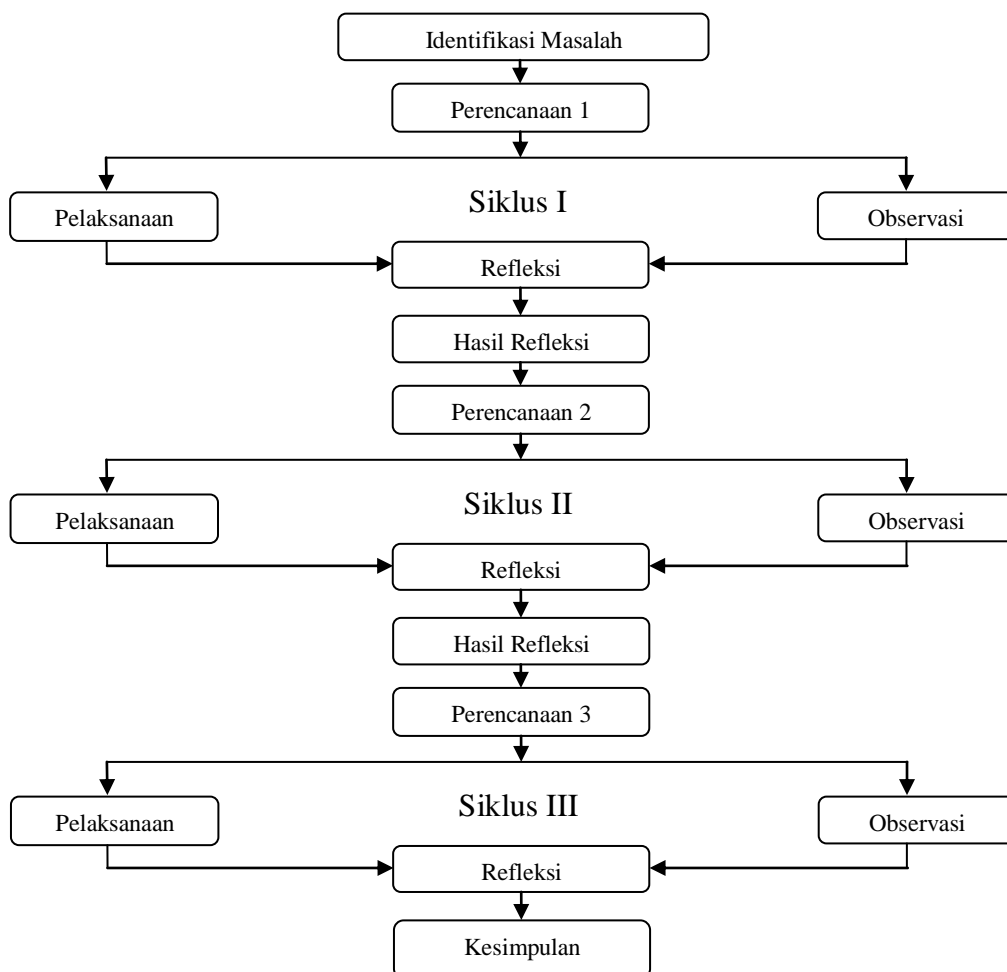 Identifikasi Masalah
Perencanaan 1
Siklus I
Pelaksanaan
Observasi
Refleksi
Hasil Refleksi
Perencanaan 2
Siklus II
Pelaksanaan
Observasi
Refleksi
Hasil Refleksi
Perencanaan 3
Siklus III
Pelaksanaan
Observasi
Refleksi
Kesimpulan